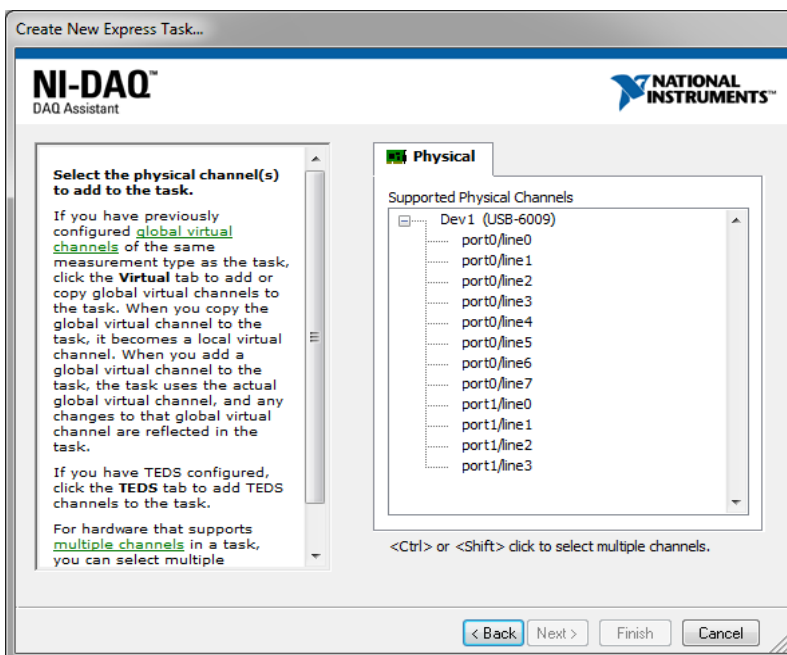 Create New Express Task...
NI-DAQ™
DAQ Assistant
NATIONAL
INSTRUMENTS™
Select the physical channel(s)
to add to the task.
If you have previously
configured global virtual
channels of the same
measurement type as the task,
click the Virtual tab to add or
copy global virtual channels to
the task. When you copy the
global virtual channel to the
task, it becomes a local virtual
channel. When you add a
global virtual channel to the
task, the task uses the actual
global virtual channel, and any
changes to that global virtual
channel are reflected in the
task.
If you have TEDS configured,
click the TEDS tab to add TEDS
channels to the task.
For hardware that supports
multiple channels in a task,
you can select multiple
Physical
Supported Physical Channels
Dev1 (USB-6009)
port0/line0
port0/line1
port0/line2
port0/line3
port0/line4
port0/line5
port0/line6
port0/line7
port1/line0
port1/line1
port1/line2
port1/line3
<Ctrl> or <Shift> click to select multiple channels.
< Back
Next >
Finish
Cancel